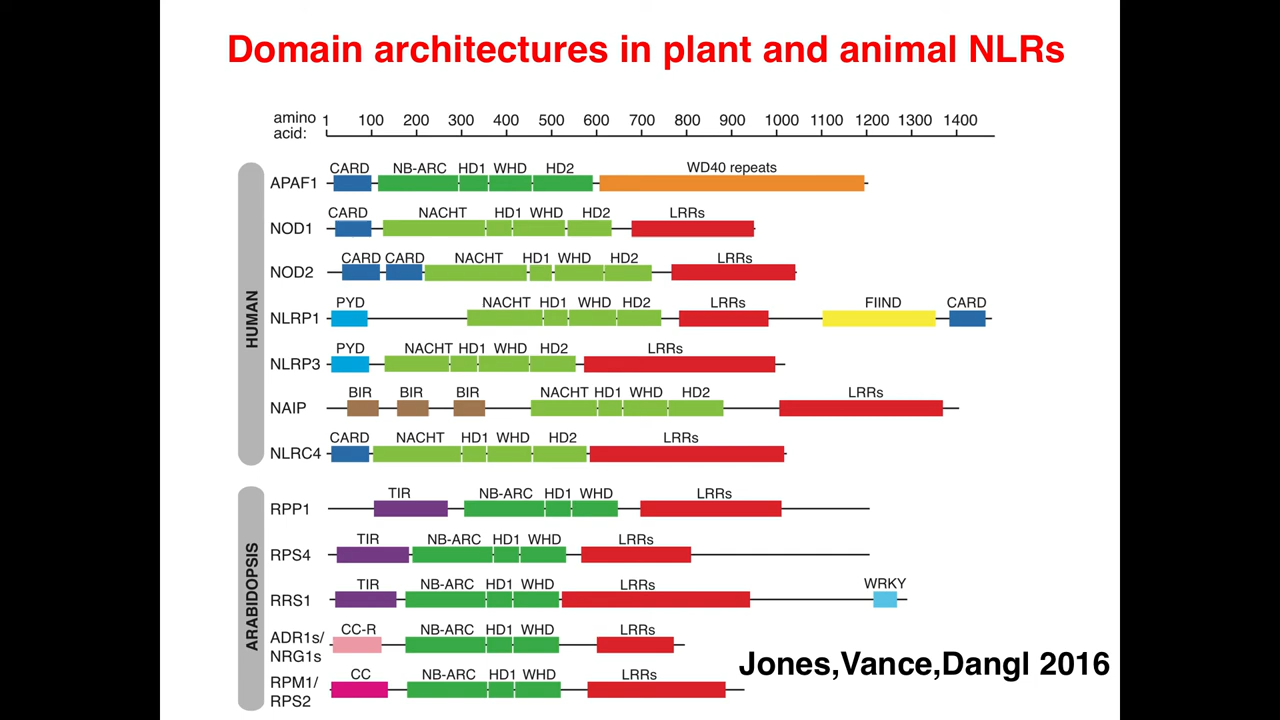 Domain architectures in plant and animal NLRs
amino acid: 1 100 200 300 400 500 600 700 800 900 1000 1100 1200 1300 1400
HUMAN
CARD NB-ARC HD1 WHD HD2 WD40 repeats
APAF1
CARD NACHT HD1 WHD HD2 LRRs
NOD1
CARD CARD NACHT HD1 WHD HD2 LRRs
NOD2
PYD NACHT HD1 WHD HD2 LRRs FIIND CARD
NLRP1
PYD NACHT HD1 WHD HD2 LRRs
NLRP3
BIR BIR BIR NACHT HD1 WHD HD2 LRRs
NAIP
CARD NACHT HD1 WHD HD2 LRRs
NLRC4
ARABIDOPSIS
TIR NB-ARC HD1 WHD LRRs
RPP1
TIR NB-ARC HD1 WHD LRRs
RPS4
TIR NB-ARC HD1 WHD LRRs WRKY
RRS1
CC-R NB-ARC HD1 WHD LRRs
ADR1s/
NRG1s
CC NB-ARC HD1 WHD LRRs
RPM1/
RPS2
Jones,Vance,Dangl 2016